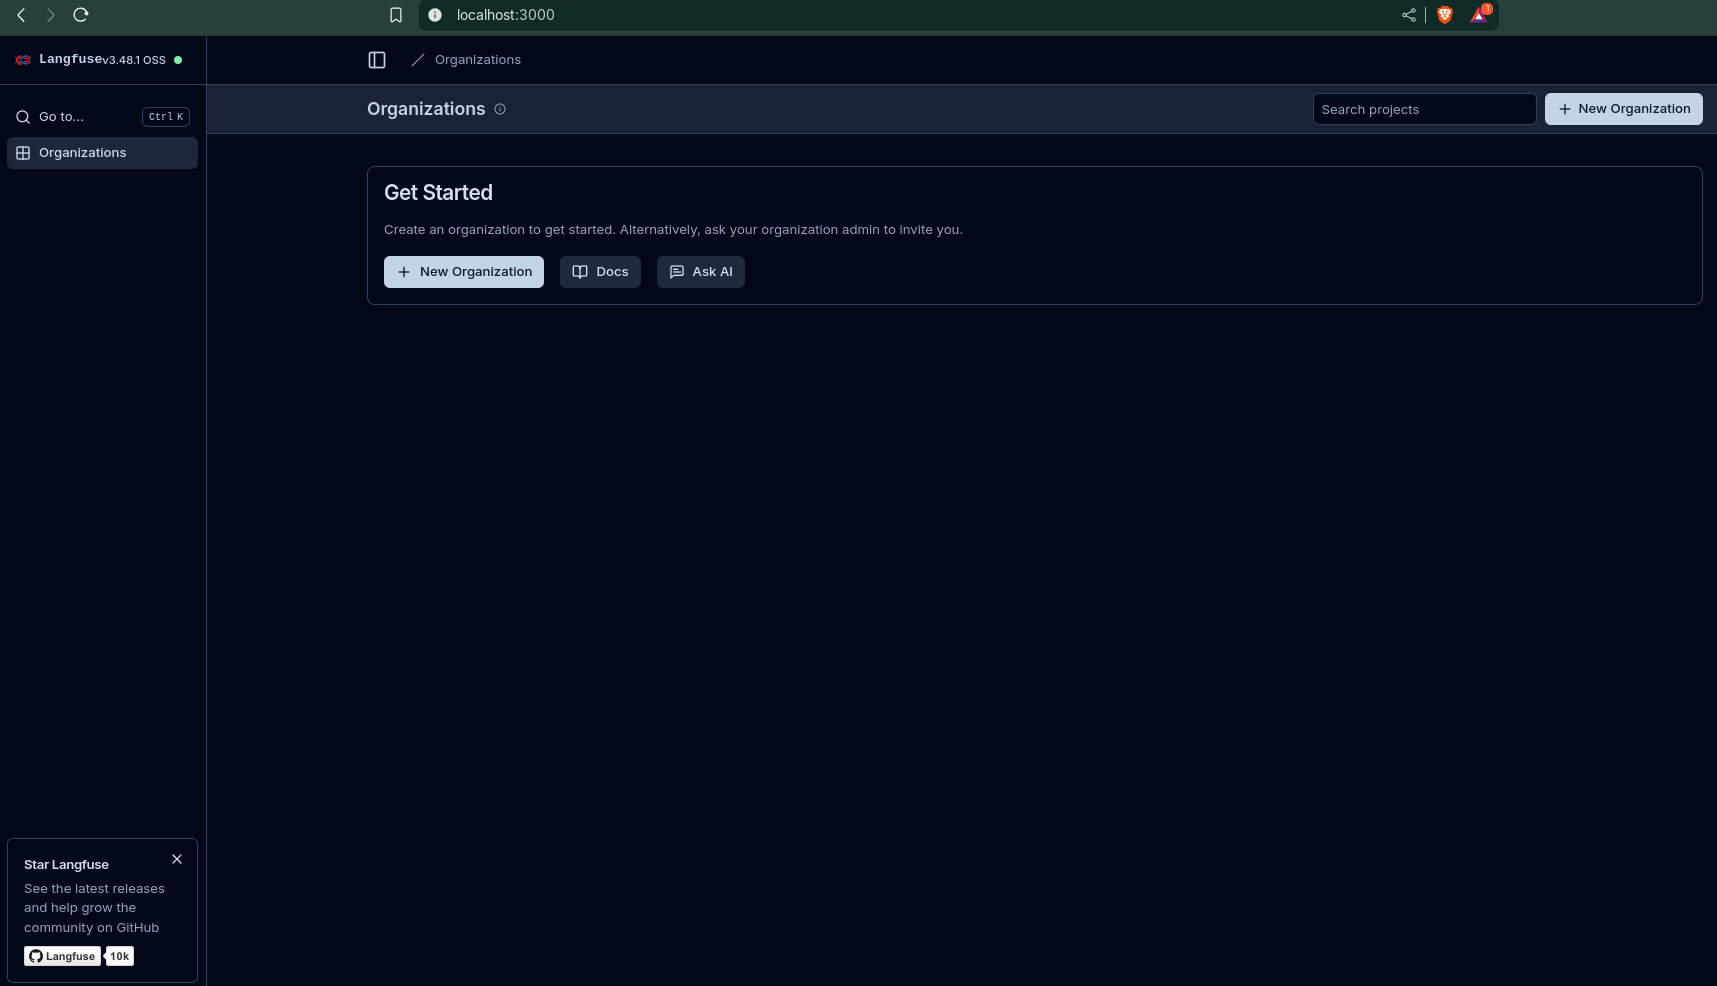 localhost:3000
1
Langfuse v3.48.1 OSS
Organizations
Go to...
Ctrl K
Organizations
Organizations
Search projects
New Organization
Get Started
Create an organization to get started. Alternatively, ask your organization admin to invite you.
New Organization
Docs
Ask AI
Star Langfuse
See the latest releases
and help grow the
community on GitHub
Langfuse
10k